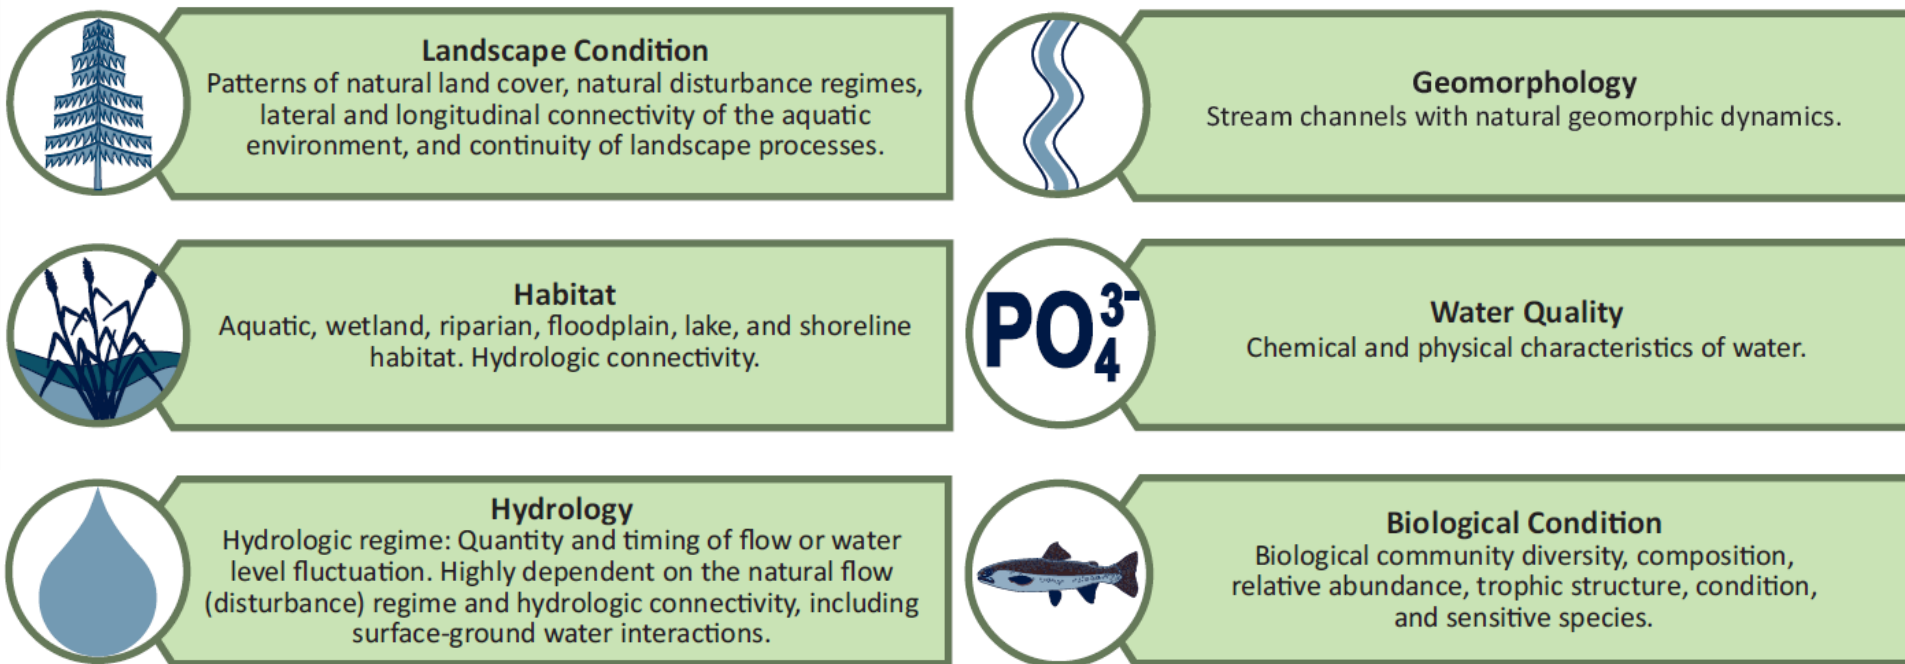 Landscape Condition
Patterns of natural land cover, natural disturbance regimes,
lateral and longitudinal connectivity of the aquatic
environment, and continuity of landscape processes.
Geomorphology
Stream channels with natural geomorphic dynamics.
Habitat
Aquatic, wetland, riparian, floodplain, lake, and shoreline
habitat. Hydrologic connectivity.
PO₄³⁻
Water Quality
Chemical and physical characteristics of water.
Hydrology
Hydrologic regime: Quantity and timing of flow or water
level fluctuation. Highly dependent on the natural flow
(disturbance) regime and hydrologic connectivity, including
surface-ground water interactions.
Biological Condition
Biological community diversity, composition,
relative abundance, trophic structure, condition,
and sensitive species.